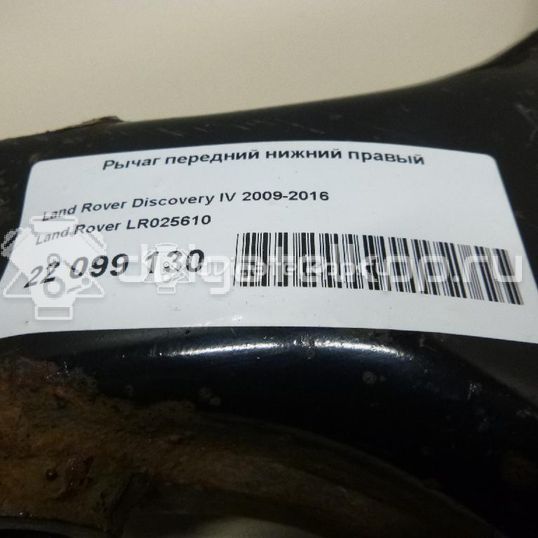 Рычаг передний нижний правый
Land Rover Discovery IV 2009-2016
Land Rover LR025610
22 099 130